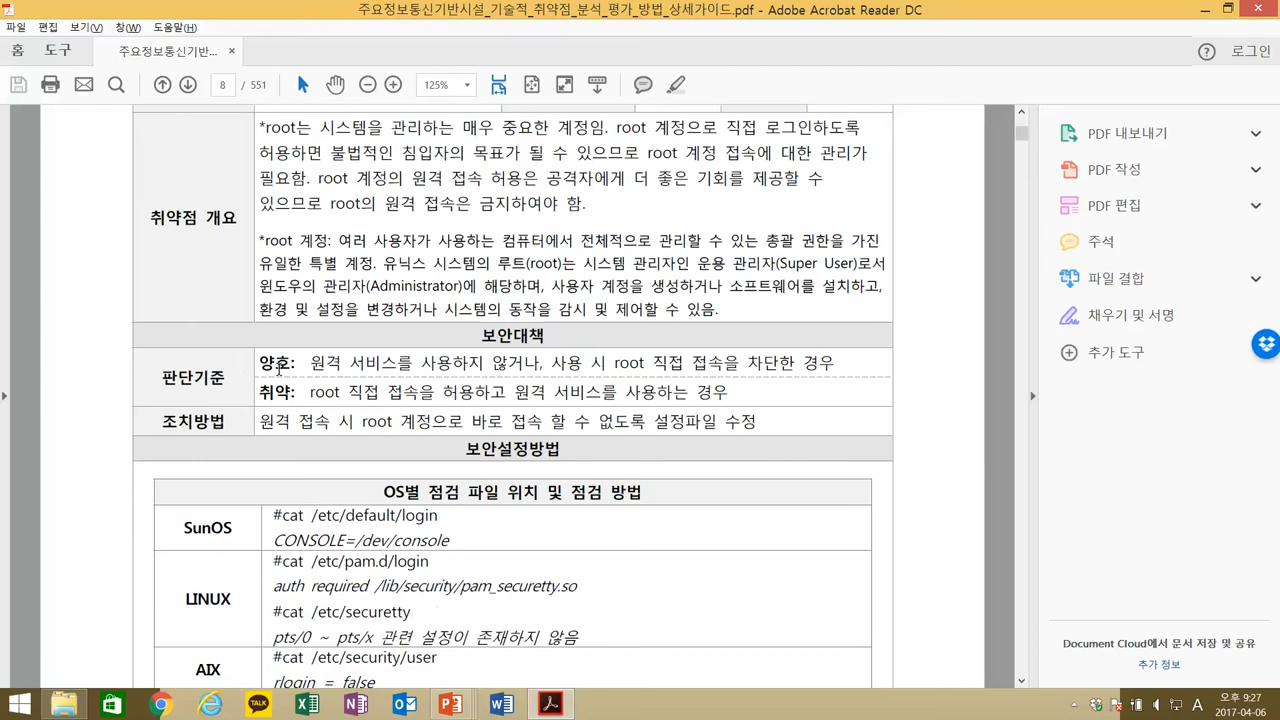 주요정보통신기반시설_기술적_취약점_분석_평가_방법_상세가이드.pdf - Adobe Acrobat Reader DC
파일 편집 보기(V) 창(W) 도움말(H)
홈 도구 주요정보통신기반... ×
로그인
8 / 551 125%
취약점 개요
*root는 시스템을 관리하는 매우 중요한 계정임. root 계정으로 직접 로그인하도록
허용하면 불법적인 침입자의 목표가 될 수 있으므로 root 계정 접속에 대한 관리가
필요함. root 계정의 원격 접속 허용은 공격자에게 더 좋은 기회를 제공할 수
있으므로 root의 원격 접속은 금지하여야 함.
*root 계정: 여러 사용자가 사용하는 컴퓨터에서 전체적으로 관리할 수 있는 총괄 권한을 가진
유일한 특별 계정. 유닉스 시스템의 루트(root)는 시스템 관리자인 운용 관리자(Super User)로서
윈도우의 관리자(Administrator)에 해당하며, 사용자 계정을 생성하거나 소프트웨어를 설치하고,
환경 및 설정을 변경하거나 시스템의 동작을 감시 및 제어할 수 있음.
보안대책
판단기준
양호: 원격 서비스를 사용하지 않거나, 사용 시 root 직접 접속을 차단한 경우
취약: root 직접 접속을 허용하고 원격 서비스를 사용하는 경우
조치방법 원격 접속 시 root 계정으로 바로 접속 할 수 없도록 설정파일 수정
보안설정방법
OS별 점검 파일 위치 및 점검 방법
SunOS
#cat /etc/default/login
CONSOLE=/dev/console
LINUX
#cat /etc/pam.d/login
auth required /lib/security/pam_securetty.so
#cat /etc/securetty
pts/0 ~ pts/x 관련 설정이 존재하지 않음
AIX
#cat /etc/security/user
rlogin = false
PDF 내보내기
PDF 작성
PDF 편집
주석
파일 결합
채우기 및 서명
추가 도구
Document Cloud에서 문서 저장 및 공유
추가 정보
TALK
A 오후 9:27
2017-04-06